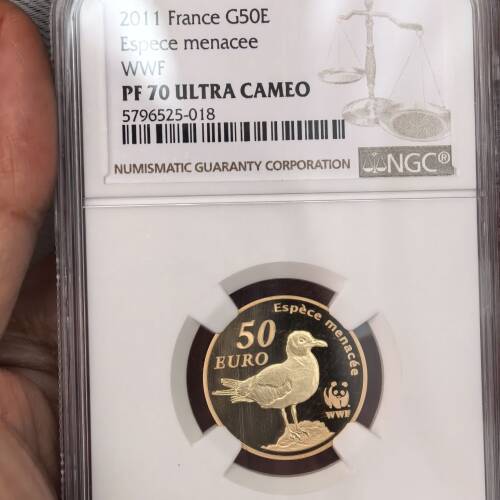 2011 France G50E
Espece menacee
WWF
PF 70 ULTRA CAMEO
5796525-018
NUMISMATIC GUARANTY CORPORATION NGC®
Espèce menacée
50
EURO
WWF